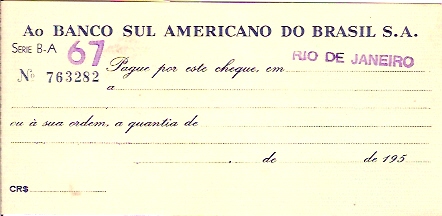 Ao BANCO SUL AMERICANO DO BRASIL S.A.
SERIE B-A 67
Nº 763282 Pague por este cheque, em RIO DE JANEIRO
a
ou à sua ordem, a quantia de
, de de 195
CR$